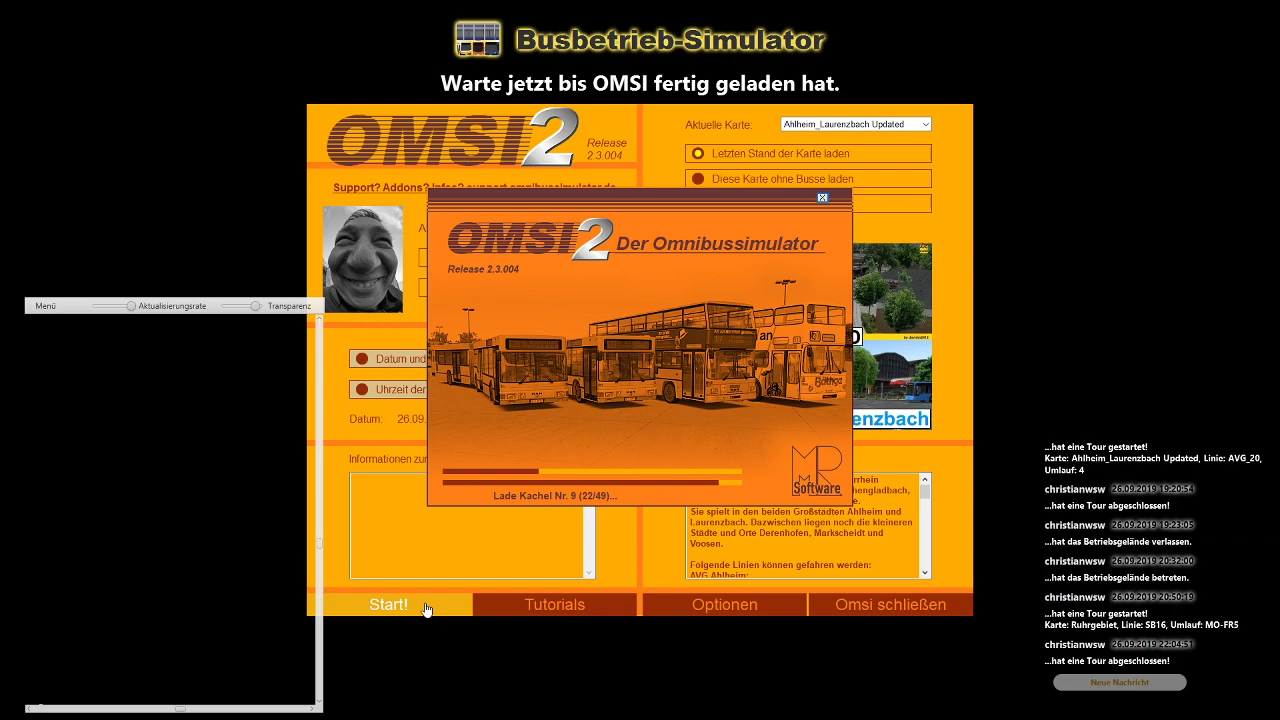 Busbetrieb-Simulator
Warte jetzt bis OMSI fertig geladen hat.
OMSI 2
Release
2.3.004
Aktuelle Karte:
Ahlheim_Laurenzbach Updated
Letzten Stand der Karte laden
Diese Karte ohne Busse laden
Support? Addons?
OMSI 2 Der Omnibussimulator
Release 2.3.004
Menü
Aktualisierungsrate
Transparenz
Datum und
Uhrzeit der
Datum:
26.09.
enzbach
Informationen zur
MR
Software
Lade Kachel Nr. 9 (22/49)...
Sie spielt in den beiden Großstädten Ahlheim und
Laurenzbach. Dazwischen liegen noch die kleineren
Städte und Orte Derenhofen, Markscheidt und
Voosen.
Folgende Linien können gefahren werden:
AVG Ahlheim:
Start!
Tutorials
Optionen
Omsi schließen
...hat eine Tour gestartet!
Karte: Ahlheim_Laurenzbach Updated, Linie: AVG_20,
Umlauf: 4
christianwsw 26.09.2019 19:20:54
...hat eine Tour abgeschlossen!
christianwsw 26.09.2019 19:23:05
...hat das Betriebsgelände verlassen.
christianwsw 26.09.2019 20:32:00
...hat das Betriebsgelände betreten.
christianwsw 26.09.2019 20:50:19
...hat eine Tour gestartet!
Karte: Ruhrgebiet, Linie: SB16, Umlauf: MO-FR5
christianwsw 26.09.2019 22:04:51
...hat eine Tour abgeschlossen!
Neue Nachricht